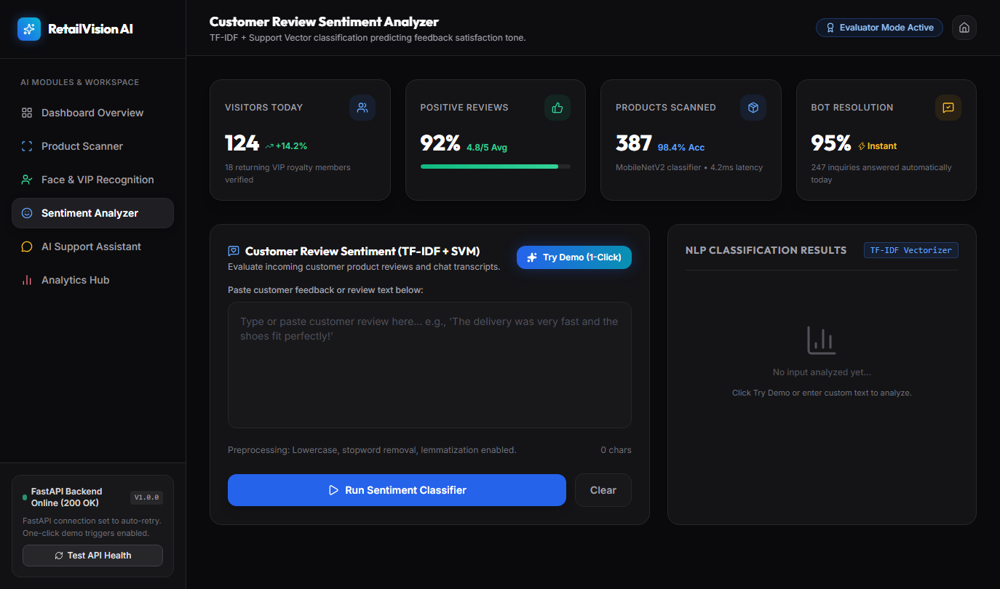 RetailVision AI
AI MODULES & WORKSPACE
Dashboard Overview
Product Scanner
Face & VIP Recognition
Sentiment Analyzer
AI Support Assistant
Analytics Hub
FastAPI Backend
Online (200 OK)
V1.0.0
FastAPI connection set to auto-retry.
One-click demo triggers enabled.
Test API Health
Customer Review Sentiment Analyzer
TF-IDF + Support Vector classification predicting feedback satisfaction tone.
Evaluator Mode Active
VISITORS TODAY
124 +14.2%
18 returning VIP royalty members
verified
POSITIVE REVIEWS
92% 4.8/5 Avg
PRODUCTS SCANNED
387 98.4% Acc
MobileNetV2 classifier • 4.2ms latency
BOT RESOLUTION
95% Instant
247 inquiries answered automatically
today
Customer Review Sentiment (TF-IDF + SVM)
Evaluate incoming customer product reviews and chat transcripts.
Try Demo (1-Click)
Paste customer feedback or review text below:
Type or paste customer review here... e.g., 'The delivery was very fast and the
shoes fit perfectly!'
Preprocessing: Lowercase, stopword removal, lemmatization enabled.
0 chars
Run Sentiment Classifier
Clear
NLP CLASSIFICATION RESULTS
TF-IDF Vectorizer
No input analyzed yet...
Click Try Demo or enter custom text to analyze.